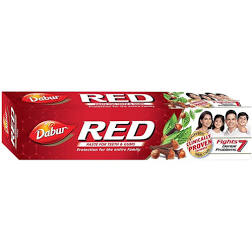 Dabur
RED
PASTE FOR TEETH & GUMS
Protection for the entire Family
CLINICALLY
PROVEN
Fights 7
Dental
Problems